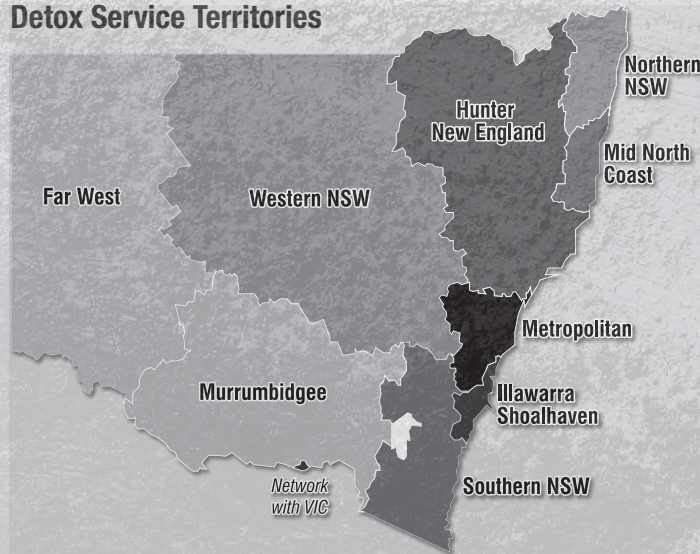 Detox Service Territories
Northern
NSW
Hunter
New England
Mid North
Coast
Far West
Western NSW
Metropolitan
Murrumbidgee
Illawarra
Shoalhaven
Network
with VIC
Southern NSW